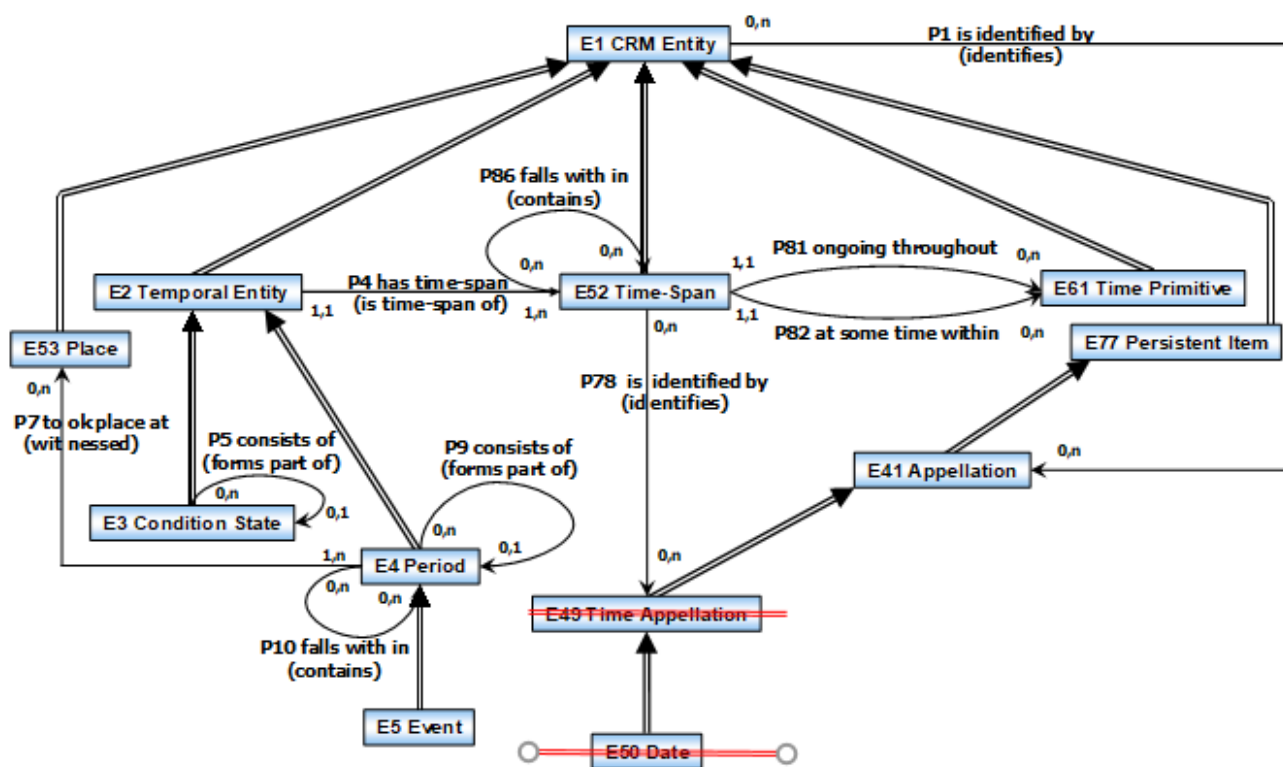 0,n
E1 CRM Entity
P1 is identified by
(identifies)
P86 falls with in
(contains)
0,n
0,n
P81 ongoing throughout
1,1
0,n
E2 Temporal Entity
P4 has time-span
(is time-span of)
1,1
1,n
E52 Time-Span
E61 Time Primitive
1,1
P82 at some time within
0,n
0,n
E53 Place
E77 Persistent Item
0,n
P78 is identified by
(identifies)
P7 to ok place at
(wit nessed)
P5 consists of
(forms part of)
P9 consists of
(forms part of)
0,n
E41 Appellation
0,n
0,n
0,1
E3 Condition State
0,n
0,1
1,n
E4 Period
0,n
0,n
0,n
E49 Time Appellation
P10 falls with in
(contains)
E5 Event
E50 Date